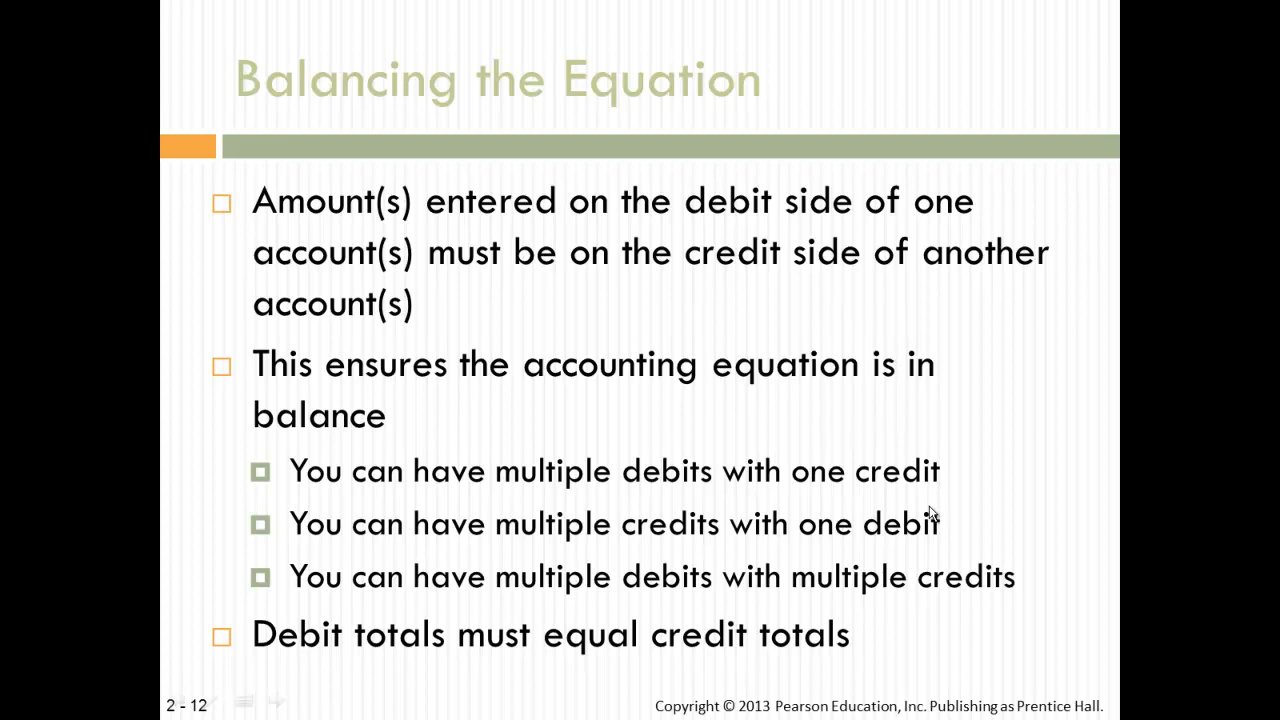 Balancing the Equation
Amount(s) entered on the debit side of one
account(s) must be on the credit side of another
account(s)
This ensures the accounting equation is in
balance
You can have multiple debits with one credit
You can have multiple credits with one debit
You can have multiple debits with multiple credits
Debit totals must equal credit totals
2 - 12
Copyright © 2013 Pearson Education, Inc. Publishing as Prentice Hall.